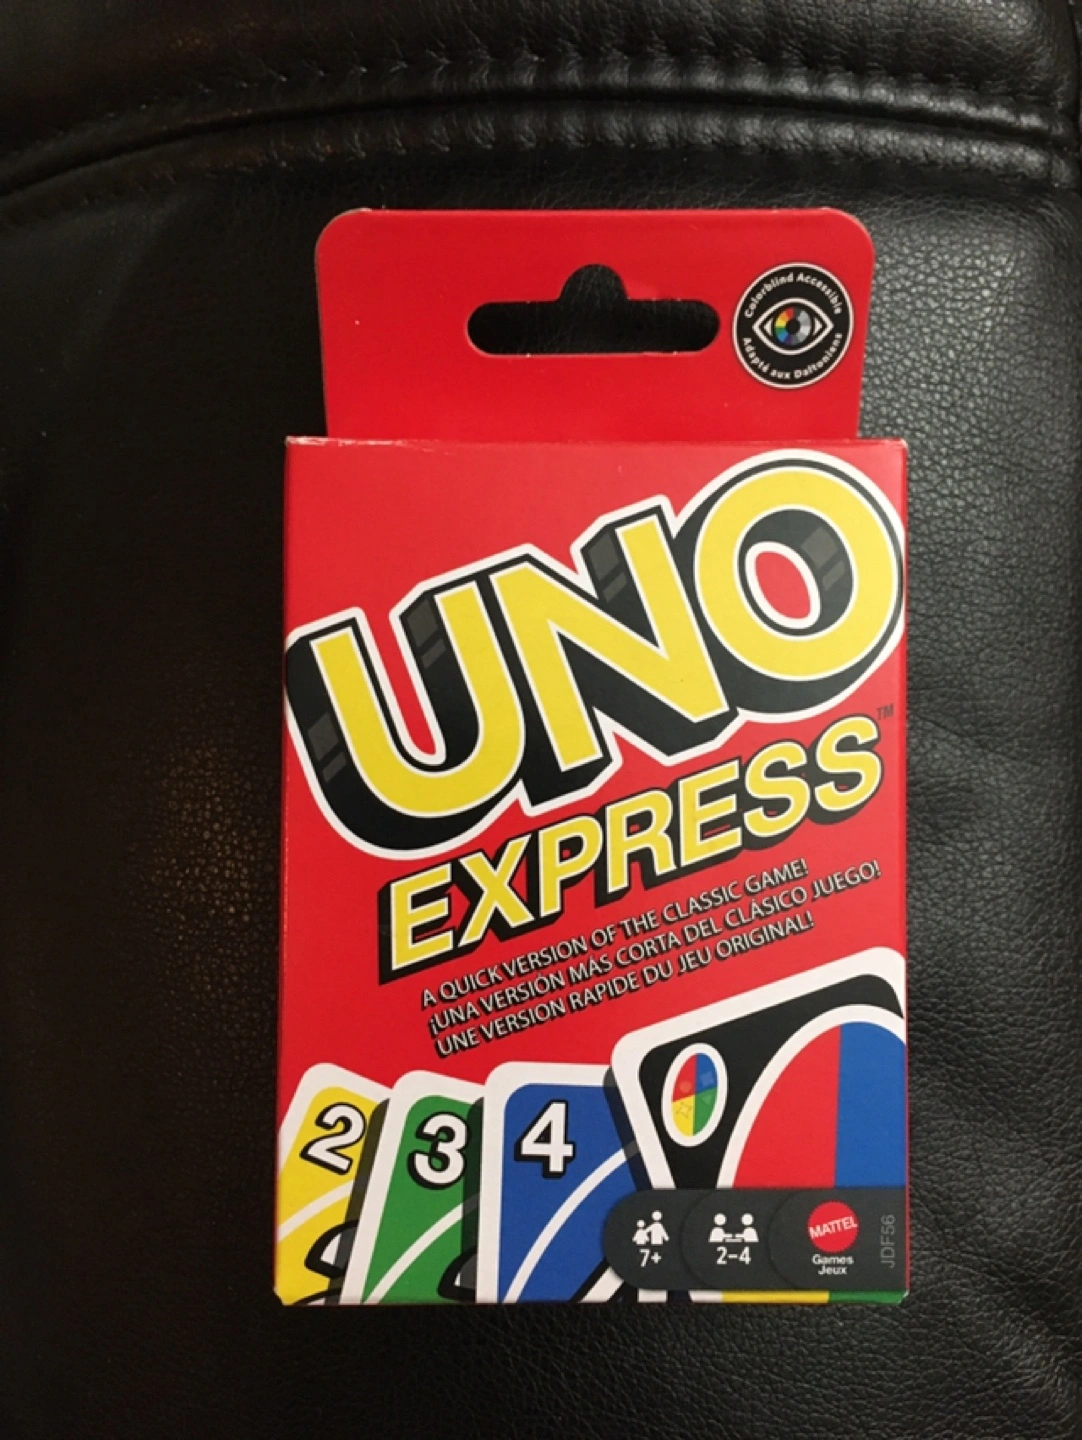 Colorblind Accessible
Adapté aux Daltoniens
UNO
EXPRESS™
A QUICK VERSION OF THE CLASSIC GAME!
¡UNA VERSIÓN MÁS CORTA DEL CLÁSICO JUEGO!
UNE VERSION RAPIDE DU JEU ORIGINAL!
2
3
4
7+
2–4
MATTEL
Games
Jeux
JDF56